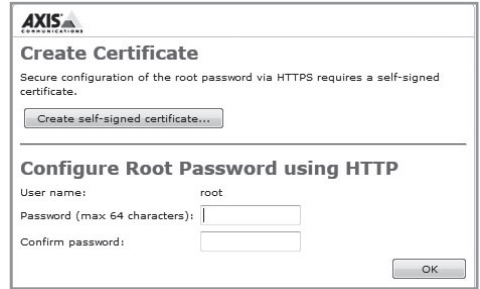 AXIS
COMMUNICATIONS
Create Certificate
Secure configuration of the root password via HTTPS requires a self-signed
certificate.
Create self-signed certificate...
Configure Root Password using HTTP
User name: root
Password (max 64 characters):
Confirm password:
OK